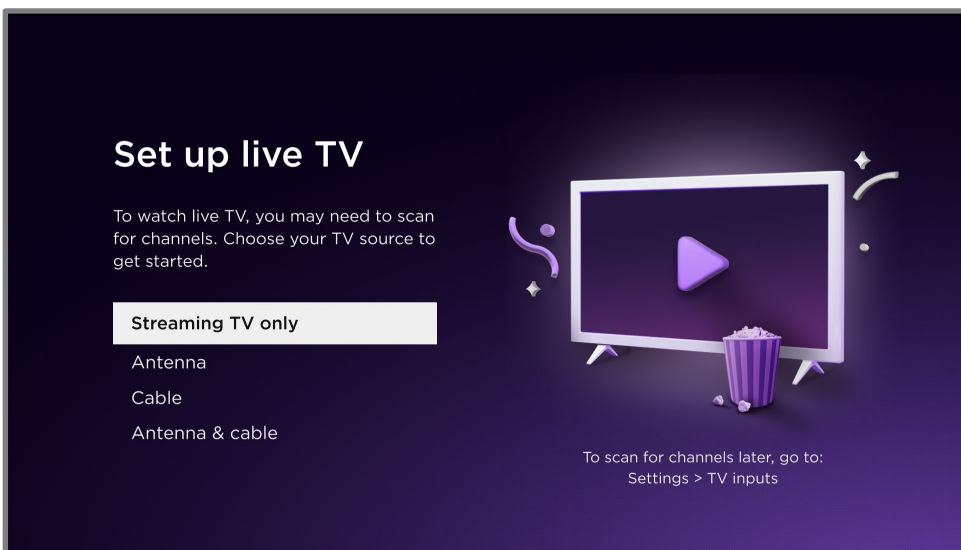 Set up live TV
To watch live TV, you may need to scan
for channels. Choose your TV source to
get started.
Streaming TV only
Antenna
Cable
Antenna & cable
To scan for channels later, go to:
Settings > TV inputs